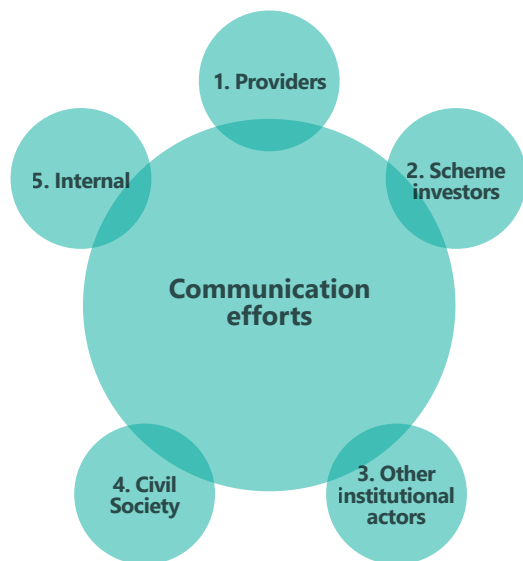 1. Providers
2. Scheme
investors
5. Internal
Communication
efforts
3. Other
institutional
actors
4. Civil
Society